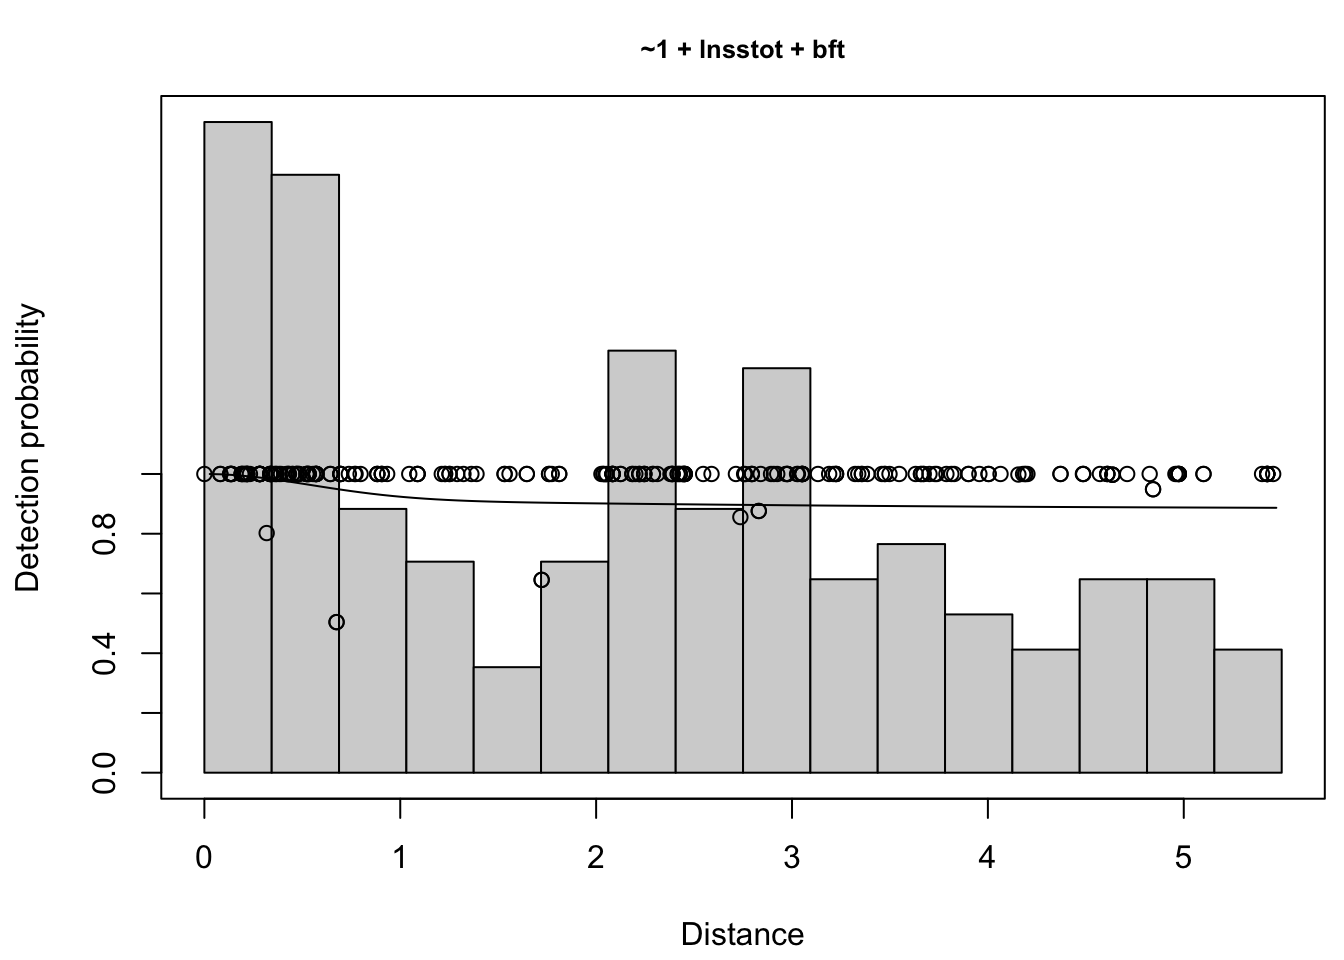 ~1 + lnsstot + bft
Detection probability
0.8
0.4
0.0
0 1 2 3 4 5
Distance